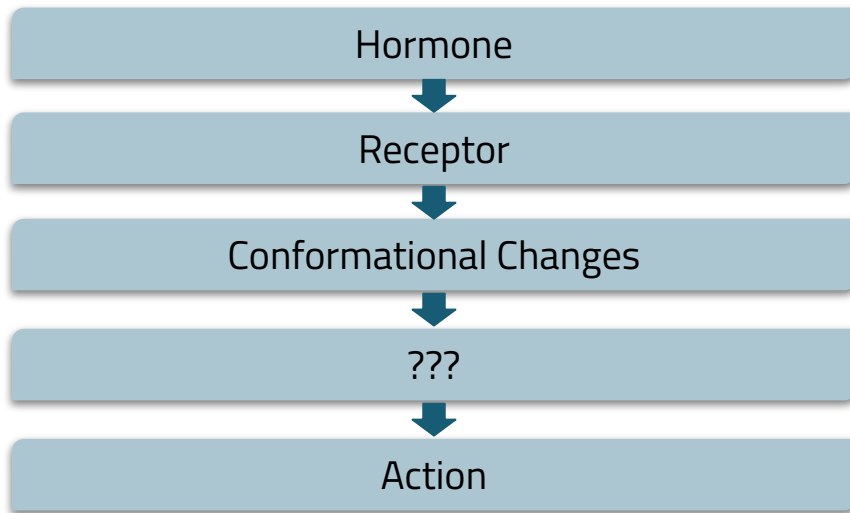 Hormone
Receptor
Conformational Changes
???
Action